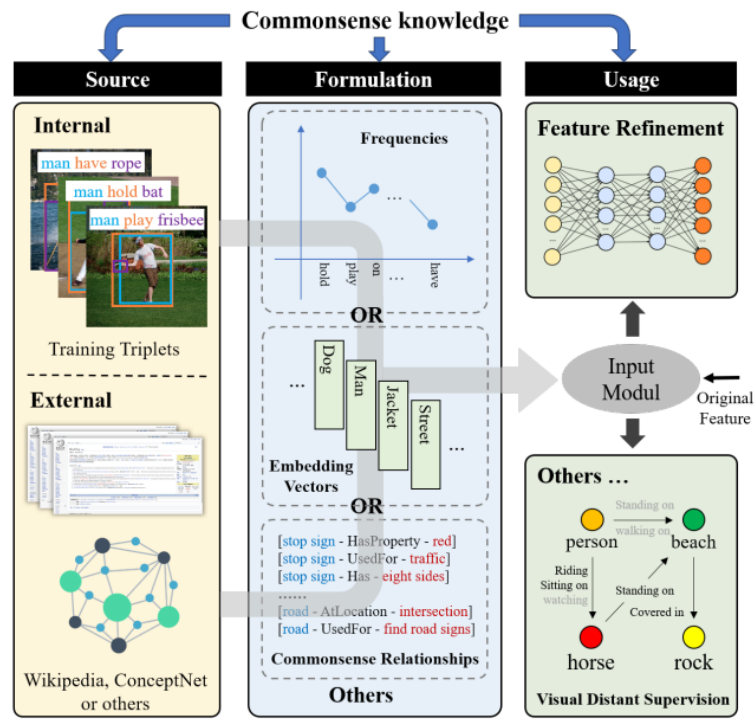 Commonsense knowledge
Source
Formulation
Usage
Internal
man have rope
man hold bat
man play frisbee
Training Triplets
External
Wikipedia, ConceptNet
or others
Frequencies
hold
play
on
...
have
OR
...
Dog
Man
Jacket
Street
...
Embedding
Vectors
OR
[stop sign - HasProperty - red]
[stop sign - UsedFor - traffic]
[stop sign - Has - eight sides]
......
[road - AtLocation - intersection]
[road - UsedFor - find road signs]
Commonsense Relationships
Others
Feature Refinement
Input
Modul
Original
Feature
Others ...
Standing on
walking on
person
beach
Riding
Sitting on
watching
Standing on
Covered in
horse
rock
Visual Distant Supervision